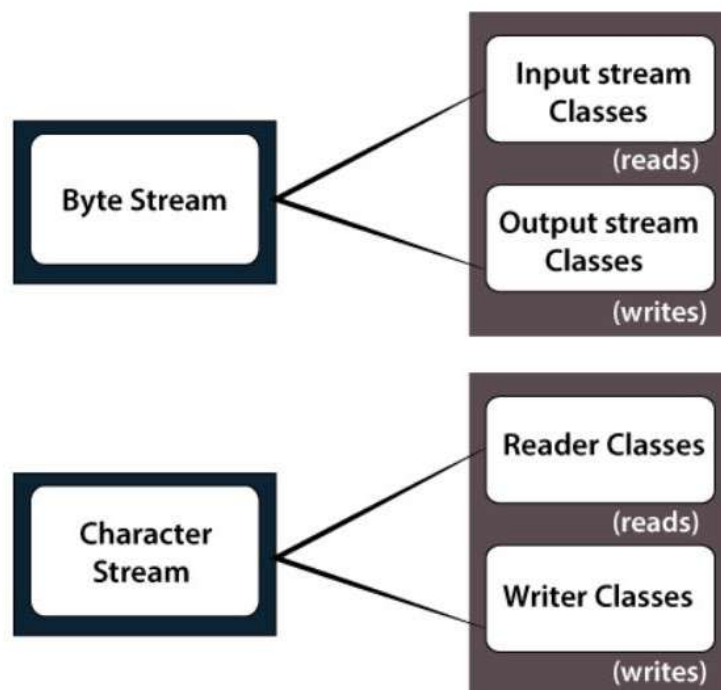 Byte Stream
Input stream
Classes
(reads)
Output stream
Classes
(writes)
Character
Stream
Reader Classes
(reads)
Writer Classes
(writes)